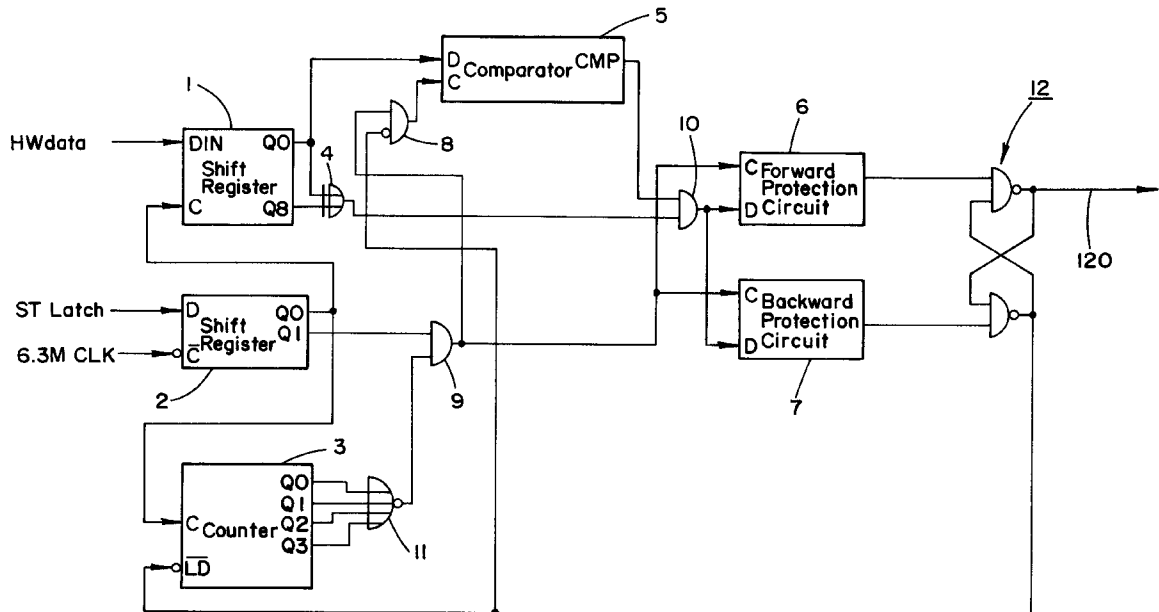 5
D
Comparator
CMP
C
1
HWdata
DIN
Q0
Shift
Register
C
Q8
4
8
10
6
C
Forward
Protection
Circuit
D
12
120
ST Latch
D
Q0
Shift
Q1
Register
6.3M CLK
C̅
2
9
C
Backward
Protection
Circuit
D
7
3
Q0
Q1
C
Counter
Q2
Q3
L̅D̅
11